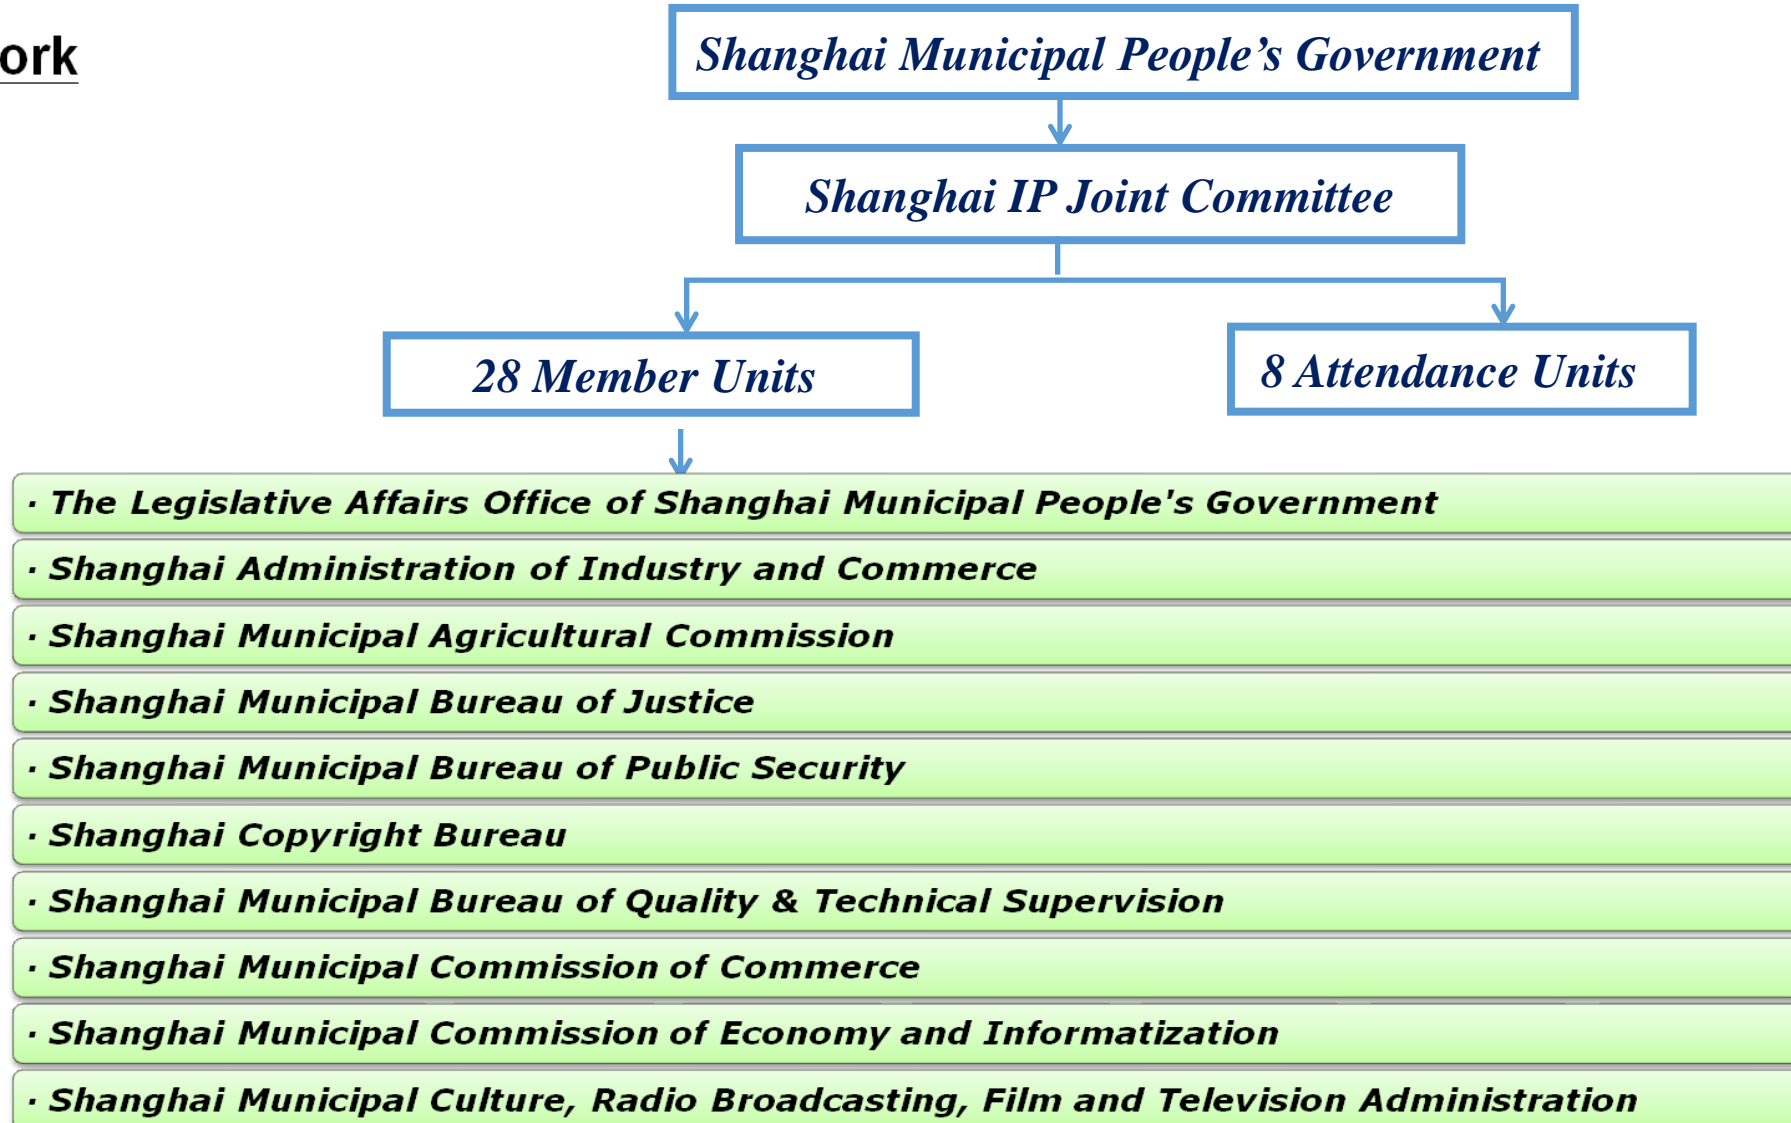 ork
Shanghai Municipal People’s Government
Shanghai IP Joint Committee
28 Member Units
8 Attendance Units
· The Legislative Affairs Office of Shanghai Municipal People's Government
· Shanghai Administration of Industry and Commerce
· Shanghai Municipal Agricultural Commission
· Shanghai Municipal Bureau of Justice
· Shanghai Municipal Bureau of Public Security
· Shanghai Copyright Bureau
· Shanghai Municipal Bureau of Quality & Technical Supervision
· Shanghai Municipal Commission of Commerce
· Shanghai Municipal Commission of Economy and Informatization
· Shanghai Municipal Culture, Radio Broadcasting, Film and Television Administration